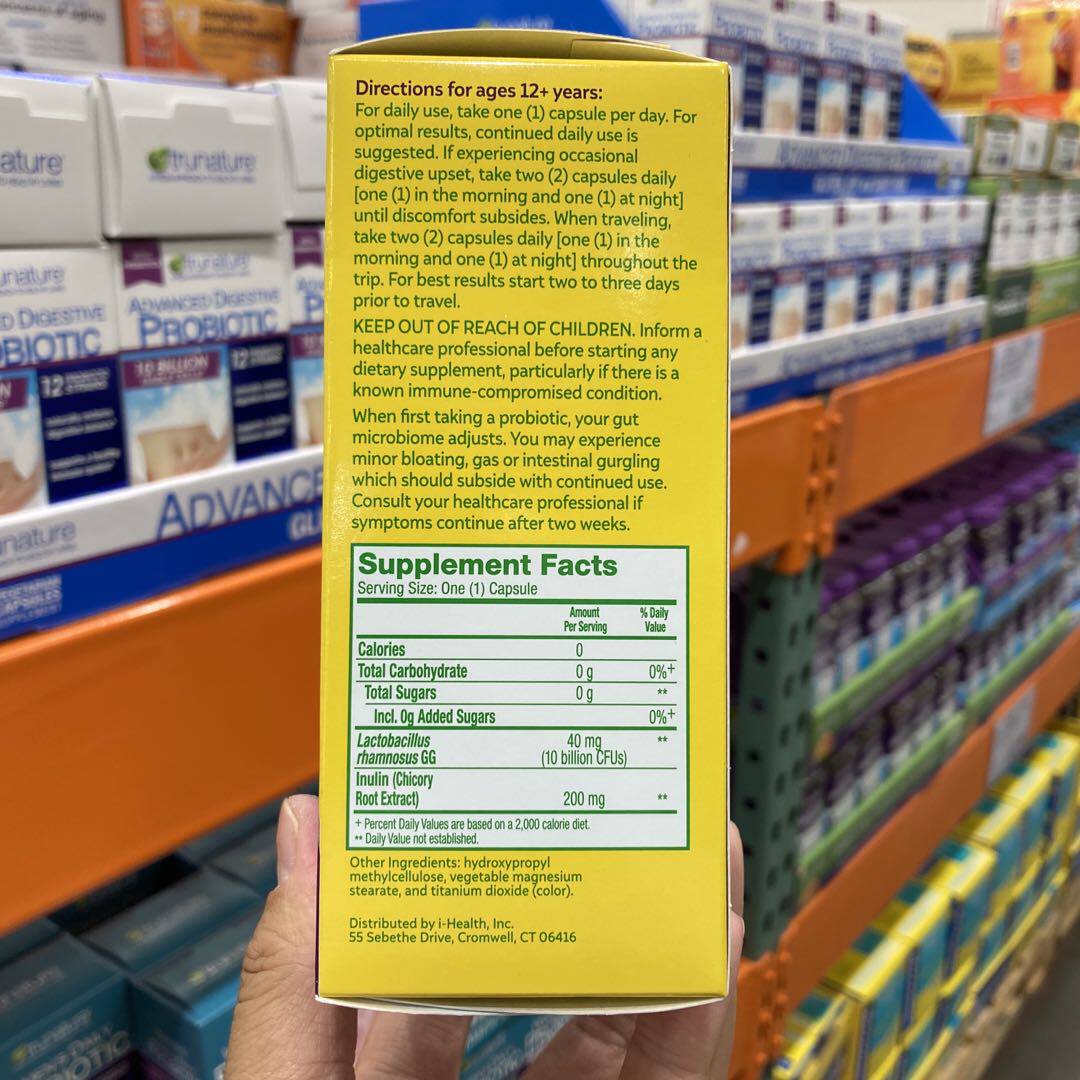 Directions for ages 12+ years:
For daily use, take one (1) capsule per day. For
optimal results, continued daily use is
suggested. If experiencing occasional
digestive upset, take two (2) capsules daily
[one (1) in the morning and one (1) at night]
until discomfort subsides. When traveling,
take two (2) capsules daily [one (1) in the
morning and one (1) at night] throughout the
trip. For best results start two to three days
prior to travel.
KEEP OUT OF REACH OF CHILDREN. Inform a
healthcare professional before starting any
dietary supplement, particularly if there is a
known immune-compromised condition.
When first taking a probiotic, your gut
microbiome adjusts. You may experience
minor bloating, gas or intestinal gurgling
which should subside with continued use.
Consult your healthcare professional if
symptoms continue after two weeks.
Supplement Facts
Serving Size: One (1) Capsule
Amount
Per Serving
% Daily
Value
Calories 0
Total Carbohydrate 0 g 0%+
Total Sugars 0 g **
Incl. 0g Added Sugars 0%+
Lactobacillus
rhamnosus GG
40 mg
(10 billion CFUs)
**
Inulin (Chicory
Root Extract) 200 mg **
+ Percent Daily Values are based on a 2,000 calorie diet.
** Daily Value not established.
Other Ingredients: hydroxypropyl
methylcellulose, vegetable magnesium
stearate, and titanium dioxide (color).
Distributed by i-Health, Inc.
55 Sebethe Drive, Cromwell, CT 06416
ature
trunature
unature
D DIGESTIVE
OBIOTIC
12
trunature
ADVANCED DIGESTIVE
PROBIOTIC
10 BILLION
12
unature
ADVANCE